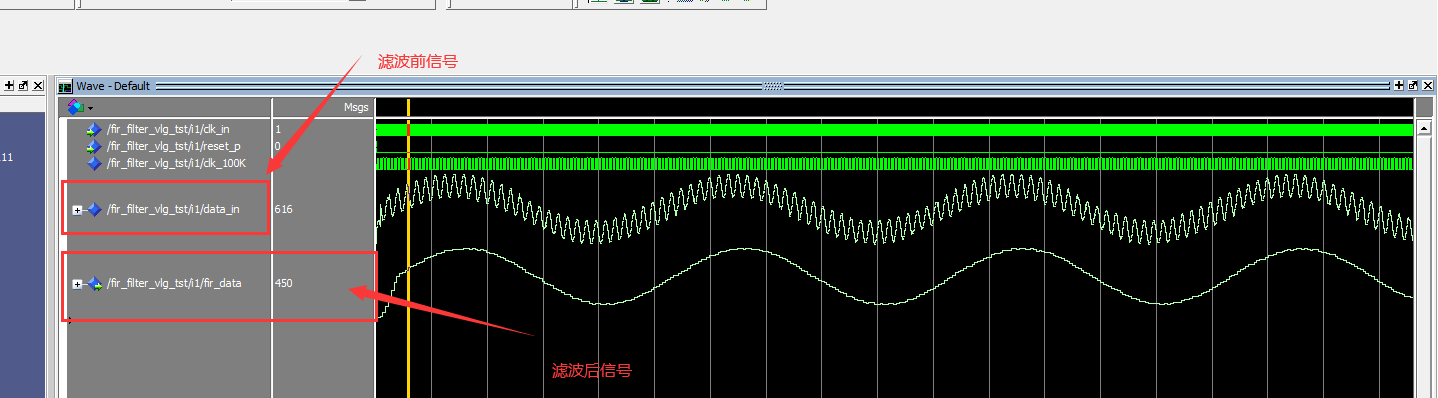 滤波前信号
Wave - Default
Msgs
/fir_filter_vlg_tst/i1/clk_in 1
/fir_filter_vlg_tst/i1/reset_p 0
11
/fir_filter_vlg_tst/i1/clk_100K
/fir_filter_vlg_tst/i1/data_in 616
/fir_filter_vlg_tst/i1/fir_data 450
滤波后信号